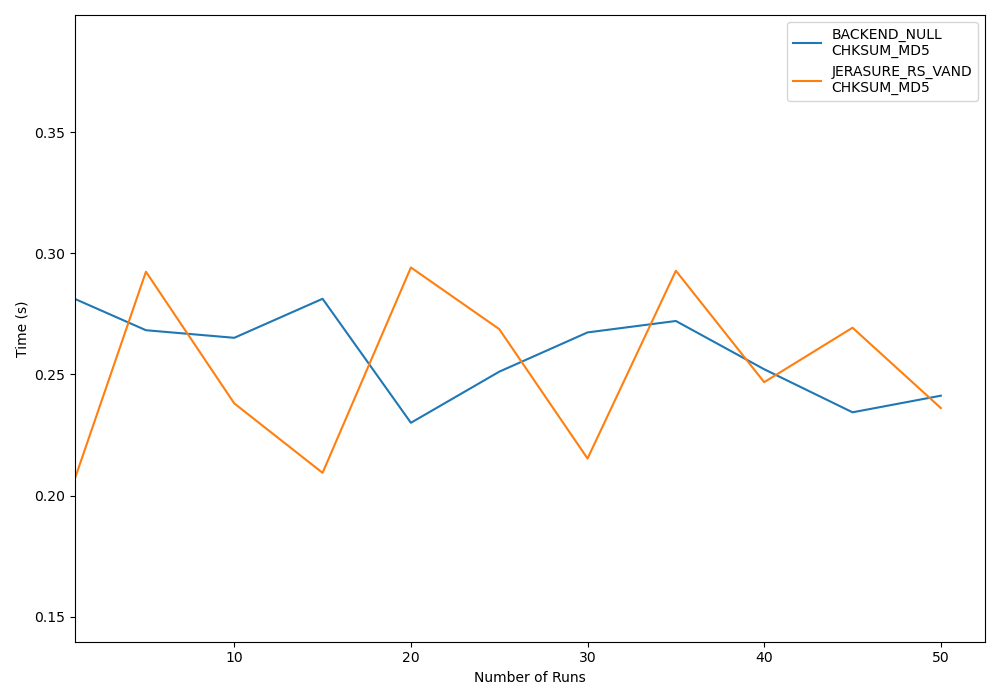 BACKEND_NULL
CHKSUM_MD5
JERASURE_RS_VAND
CHKSUM_MD5
0.35
0.30
0.25
0.20
0.15
Time (s)
10 20 30 40 50
Number of Runs